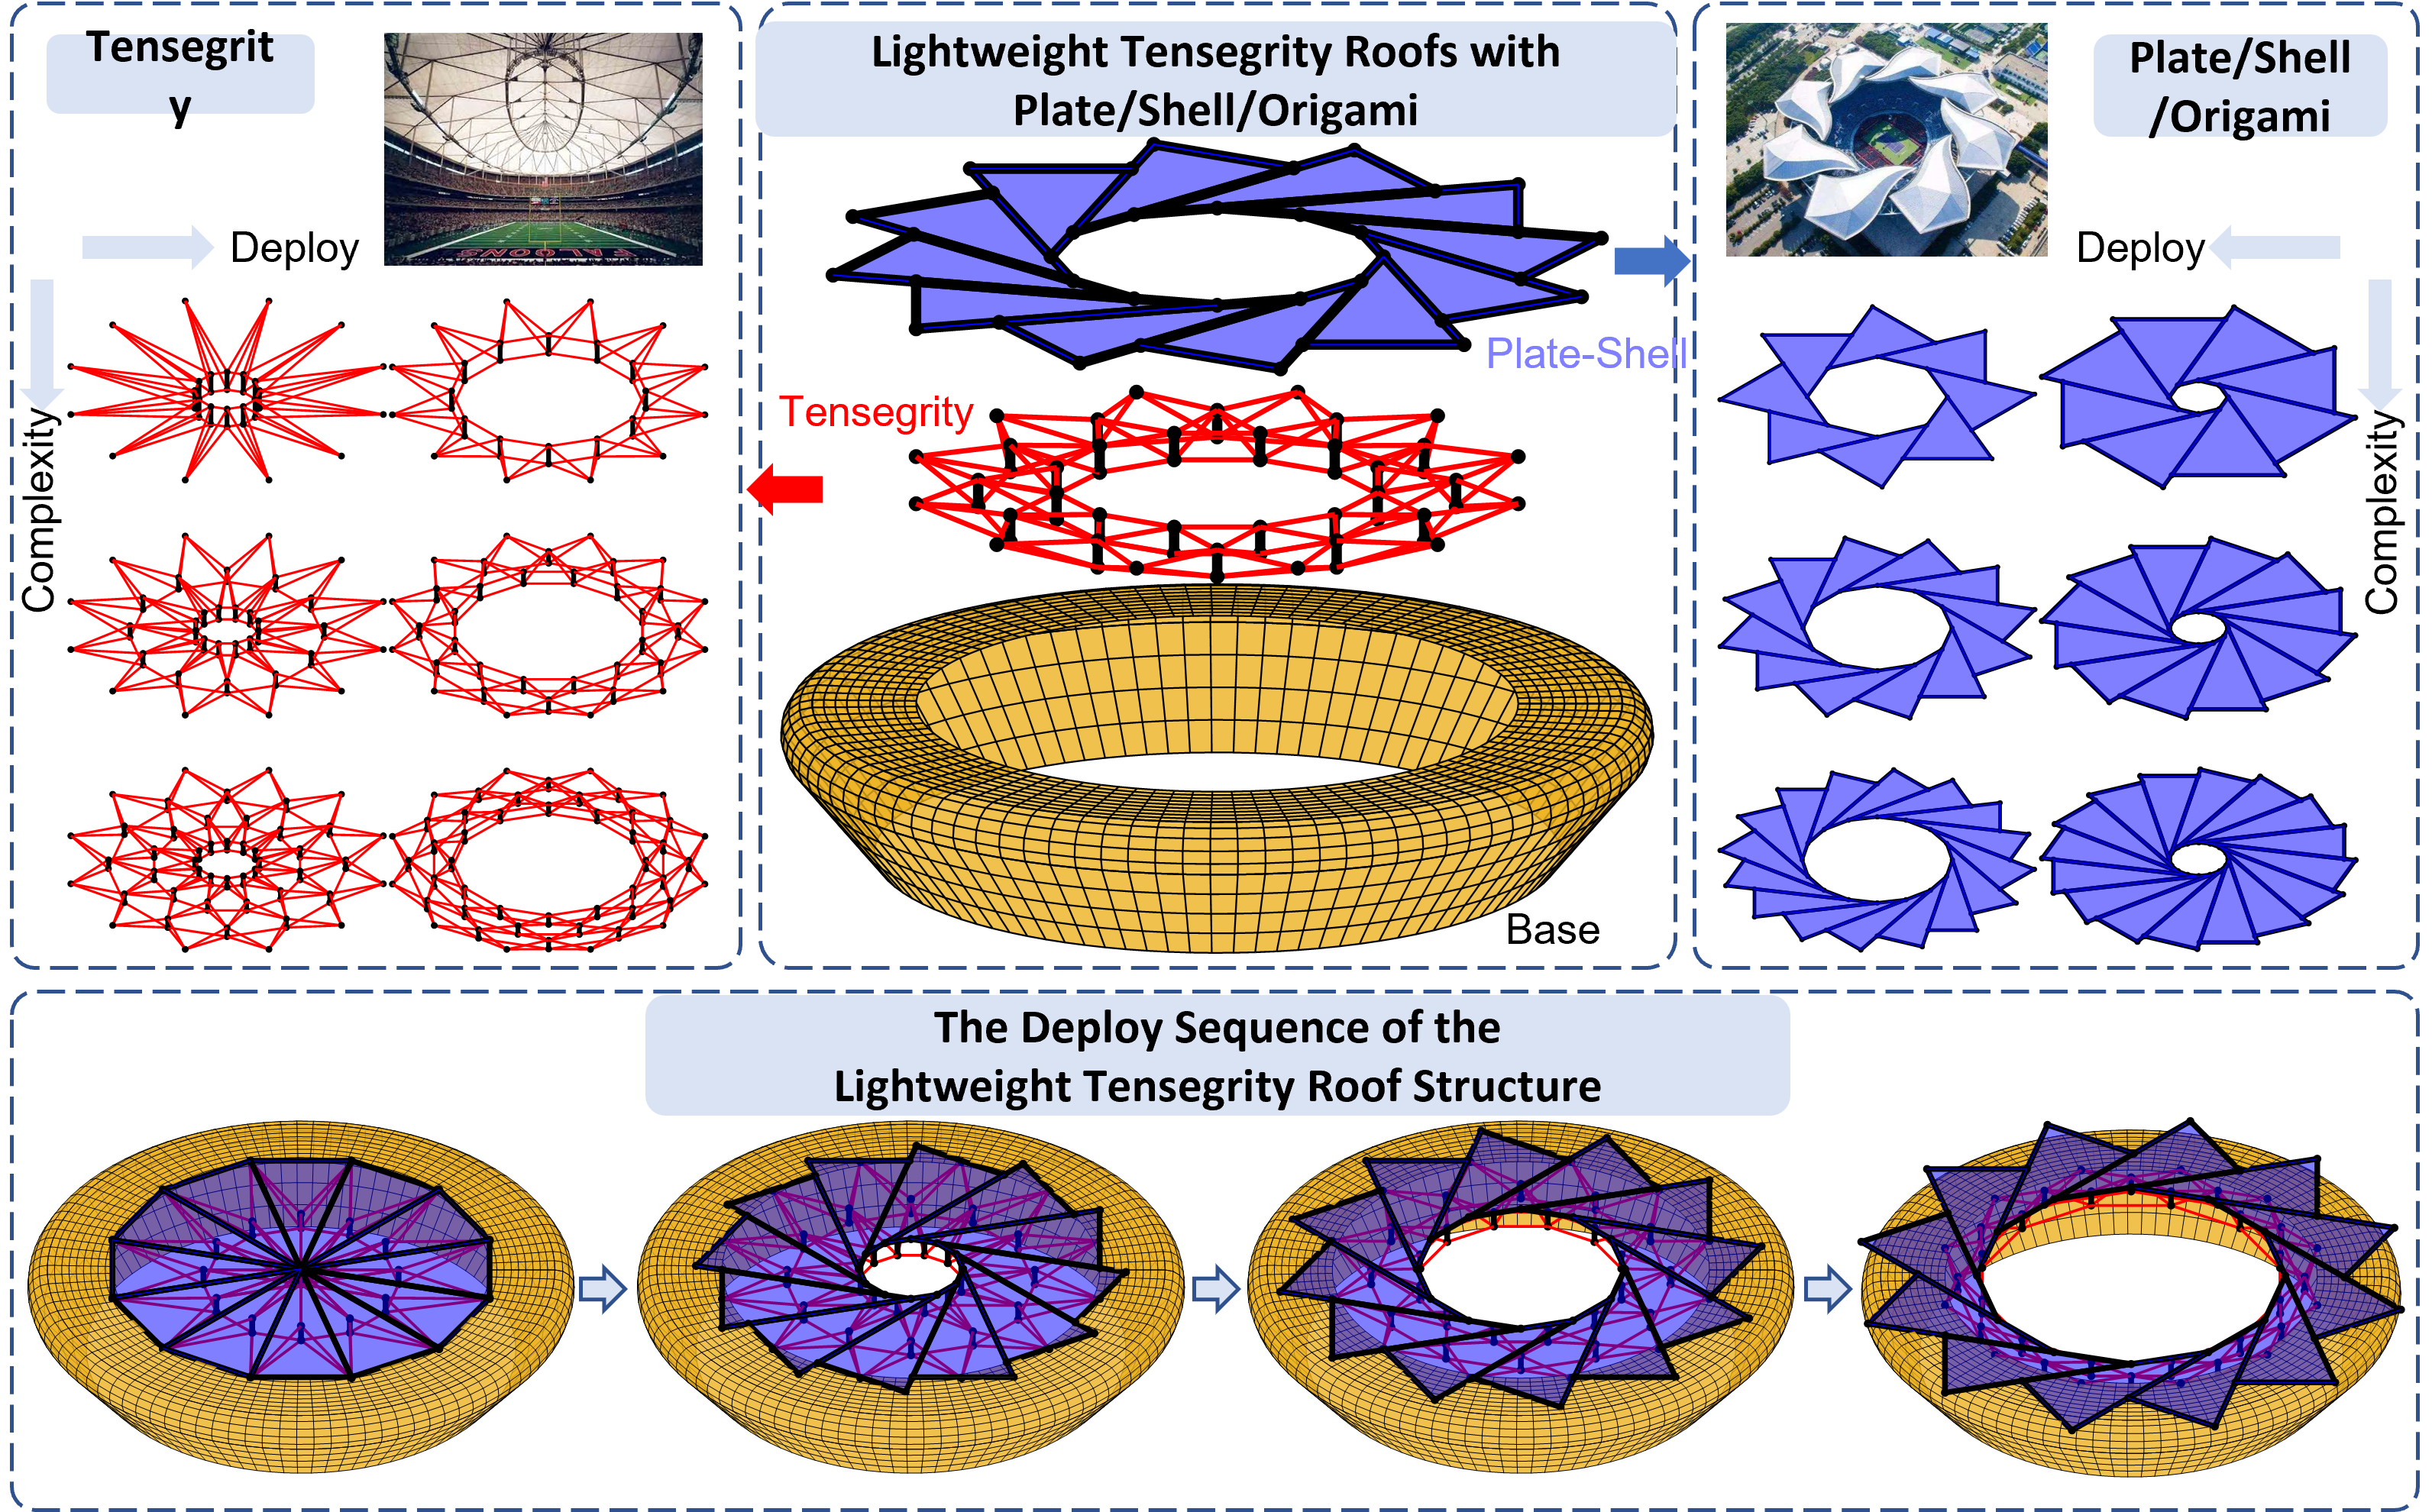 Tensegrit
y
Deploy
Complexity
FALCONS
Lightweight Tensegrity Roofs with
Plate/Shell/Origami
Plate-Shell
Tensegrity
Base
Plate/Shell
/Origami
Deploy
Complexity
The Deploy Sequence of the
Lightweight Tensegrity Roof Structure